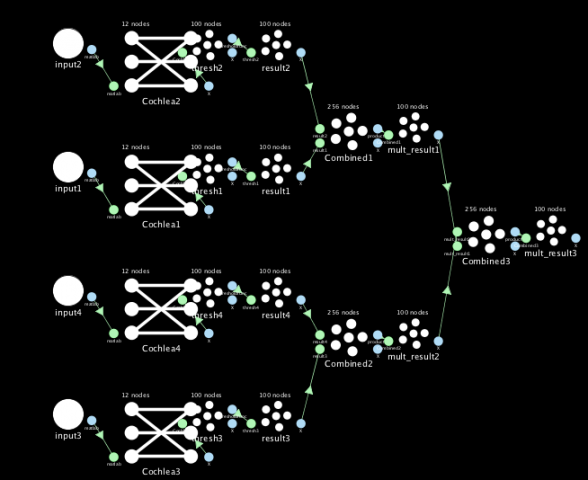 12 nodes
100 nodes
100 nodes
input2
Cochlea2
thresh2
result2
X
256 nodes
100 nodes
Combined1
mult_result1
X
12 nodes
100 nodes
100 nodes
input1
Cochlea1
thresh1
result1
X
256 nodes
100 nodes
Combined3
mult_result3
X
12 nodes
100 nodes
100 nodes
input4
Cochlea4
thresh4
result4
X
256 nodes
100 nodes
Combined2
mult_result2
X
12 nodes
100 nodes
100 nodes
input3
Cochlea3
thresh3
result3
X